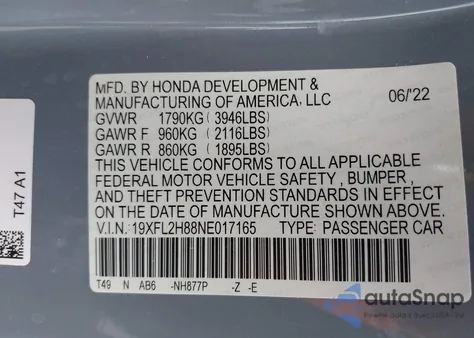 MFD. BY HONDA DEVELOPMENT &
MANUFACTURING OF AMERICA, LLC 06/'22
GVWR 1790KG (3946LBS)
GAWR F 960KG (2116LBS)
GAWR R 860KG (1895LBS)
THIS VEHICLE CONFORMS TO ALL APPLICABLE
FEDERAL MOTOR VEHICLE SAFETY , BUMPER ,
AND THEFT PREVENTION STANDARDS IN EFFECT
ON THE DATE OF MANUFACTURE SHOWN ABOVE.
V.I.N.: 19XFL2H88NE017165 TYPE: PASSENGER CAR
T49 N AB6 -NH877P -Z -E
T47 A1
autoSnap